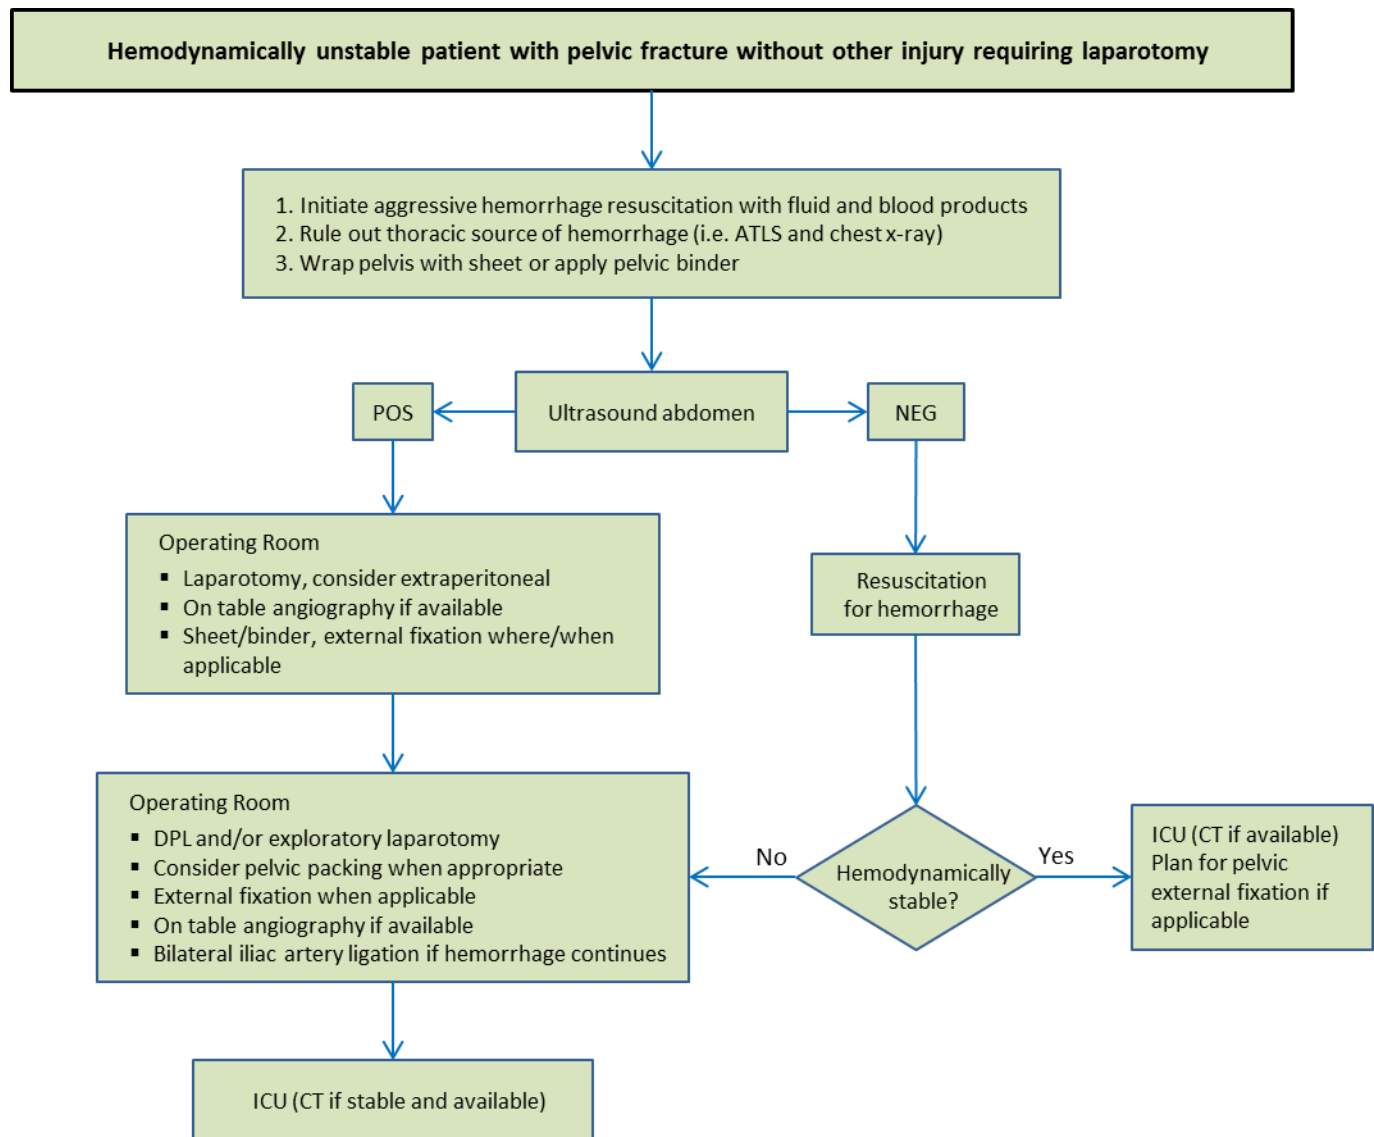 Hemodynamically unstable patient with pelvic fracture without other injury requiring laparotomy
1. Initiate aggressive hemorrhage resuscitation with fluid and blood products
2. Rule out thoracic source of hemorrhage (i.e. ATLS and chest x-ray)
3. Wrap pelvis with sheet or apply pelvic binder
POS
Ultrasound abdomen
NEG
Operating Room
▪ Laparotomy, consider extraperitoneal
▪ On table angiography if available
▪ Sheet/binder, external fixation where/when
applicable
Resuscitation
for hemorrhage
Operating Room
▪ DPL and/or exploratory laparotomy
▪ Consider pelvic packing when appropriate
▪ External fixation when applicable
▪ On table angiography if available
▪ Bilateral iliac artery ligation if hemorrhage continues
No
Hemodynamically
stable?
Yes
ICU (CT if available)
Plan for pelvic
external fixation if
applicable
ICU (CT if stable and available)